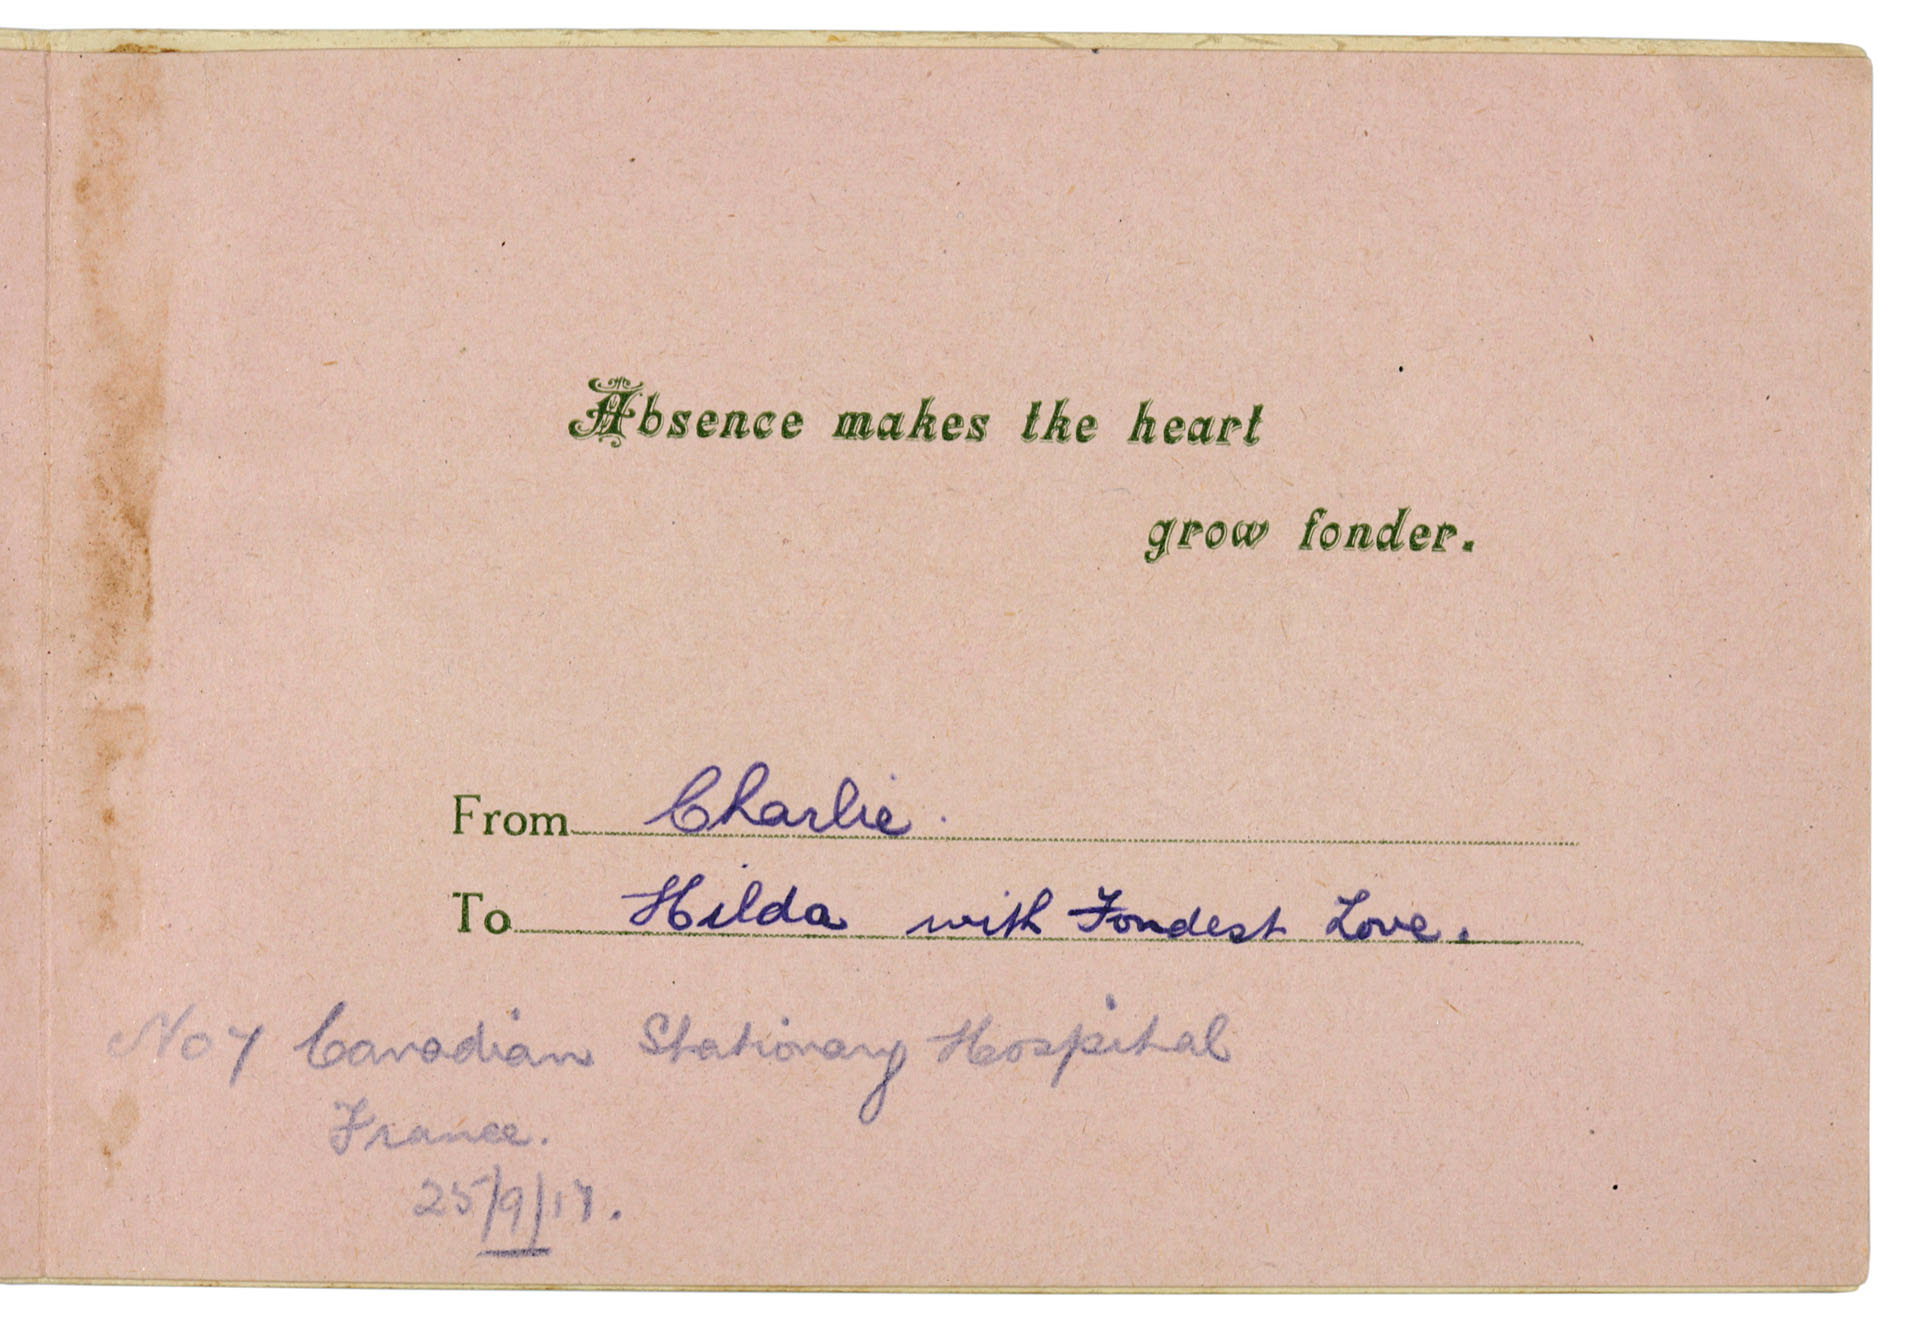 Absence makes the heart
grow fonder.
From Charlie.
To Hilda with Fondest Love.
No 7 Canadian Stationary Hospital
France.
25/9/17.